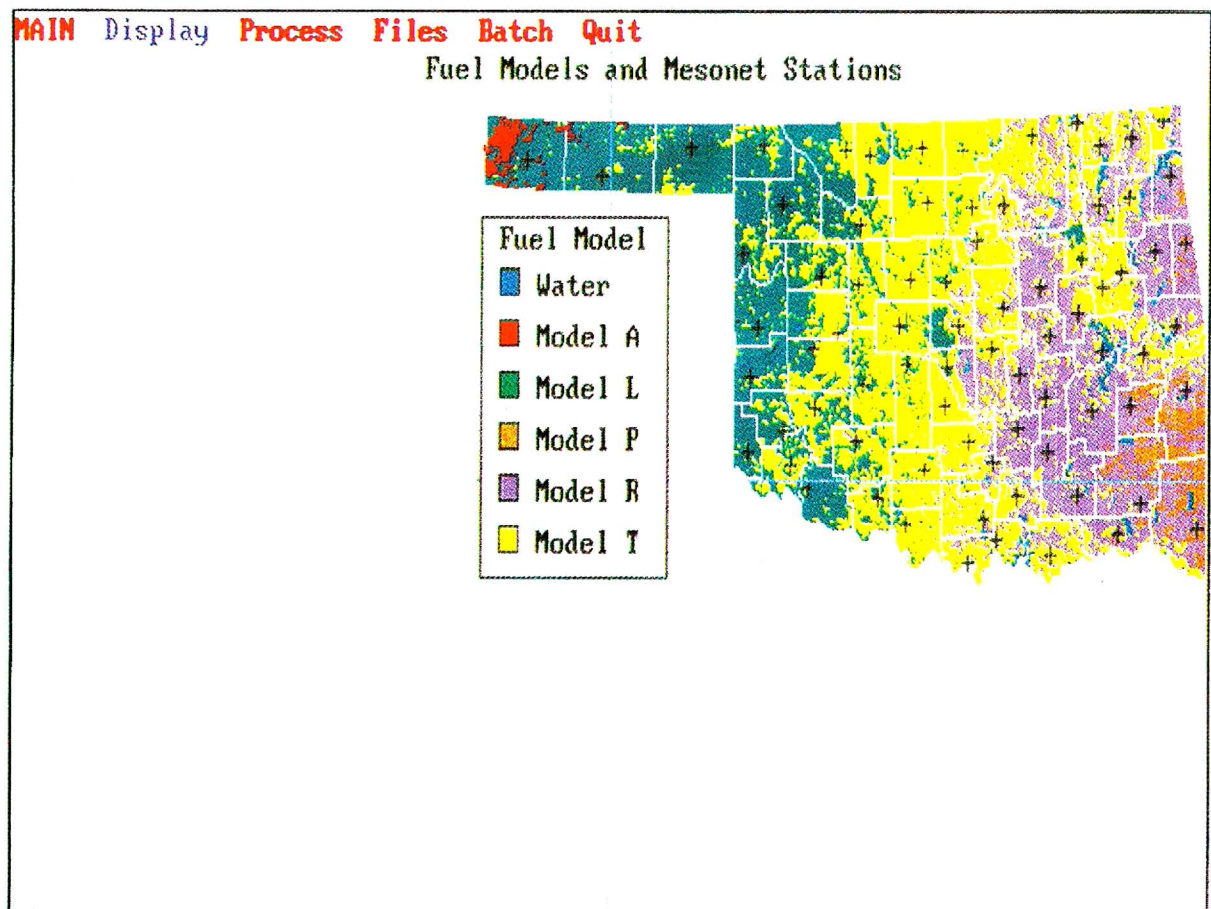 MAIN Display Process Files Batch Quit
Fuel Models and Mesonet Stations
Fuel Model
Water
Model A
Model L
Model P
Model R
Model T